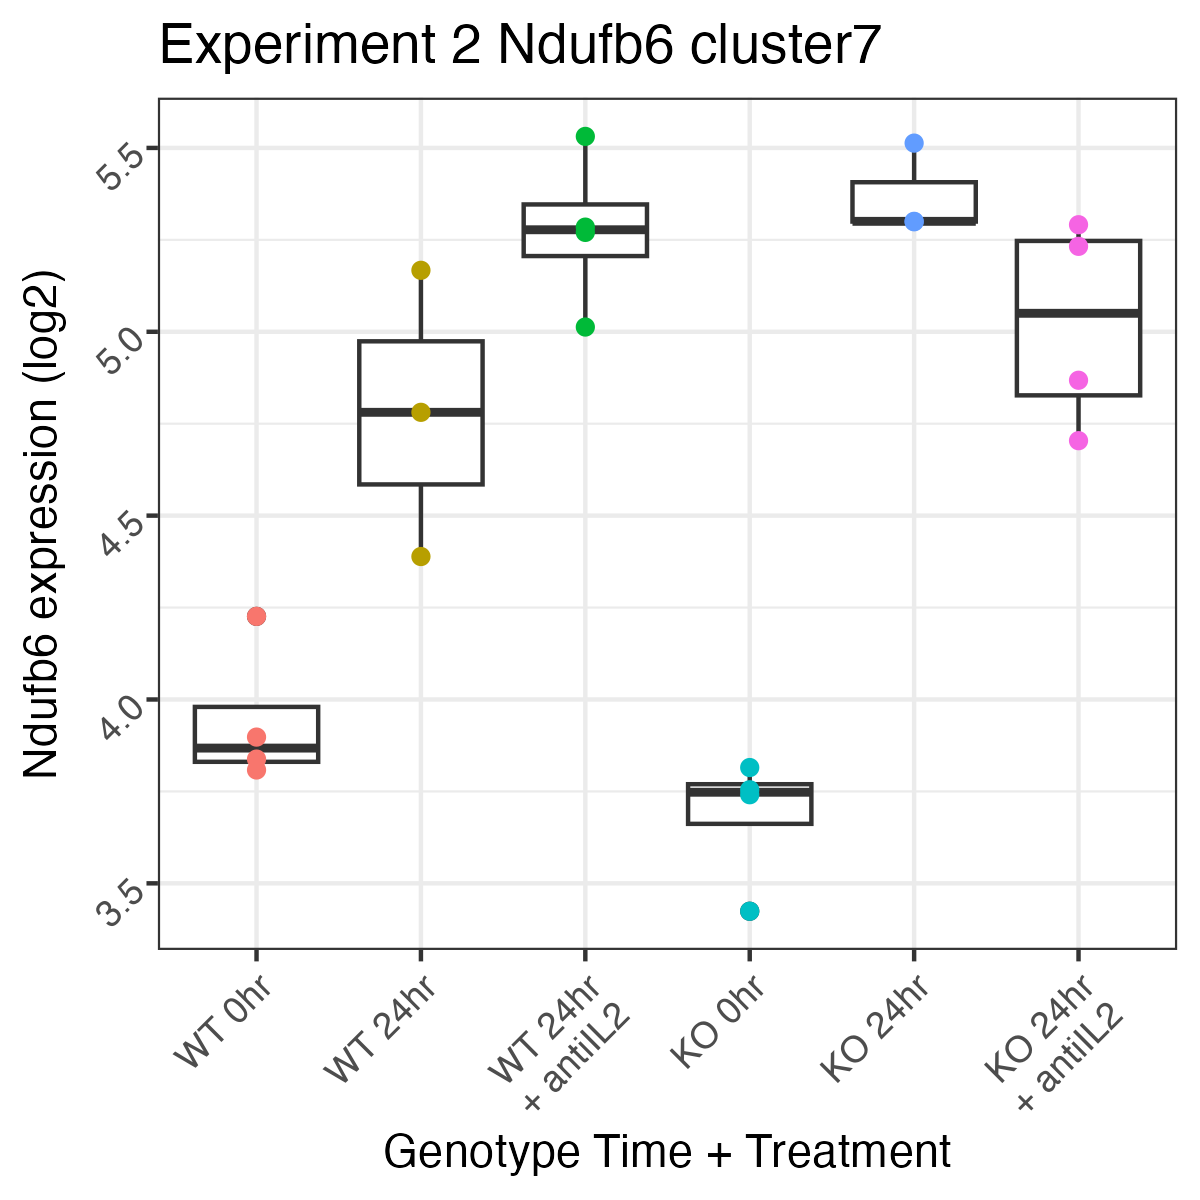 Experiment 2 Ndufb6 cluster7
Ndufb6 expression (log2)
5.5
5.0
4.5
4.0
3.5
WT 0hr
WT 24hr
WT 24hr
+ antiIL2
KO 0hr
KO 24hr
KO 24hr
+ antiIL2
Genotype Time + Treatment